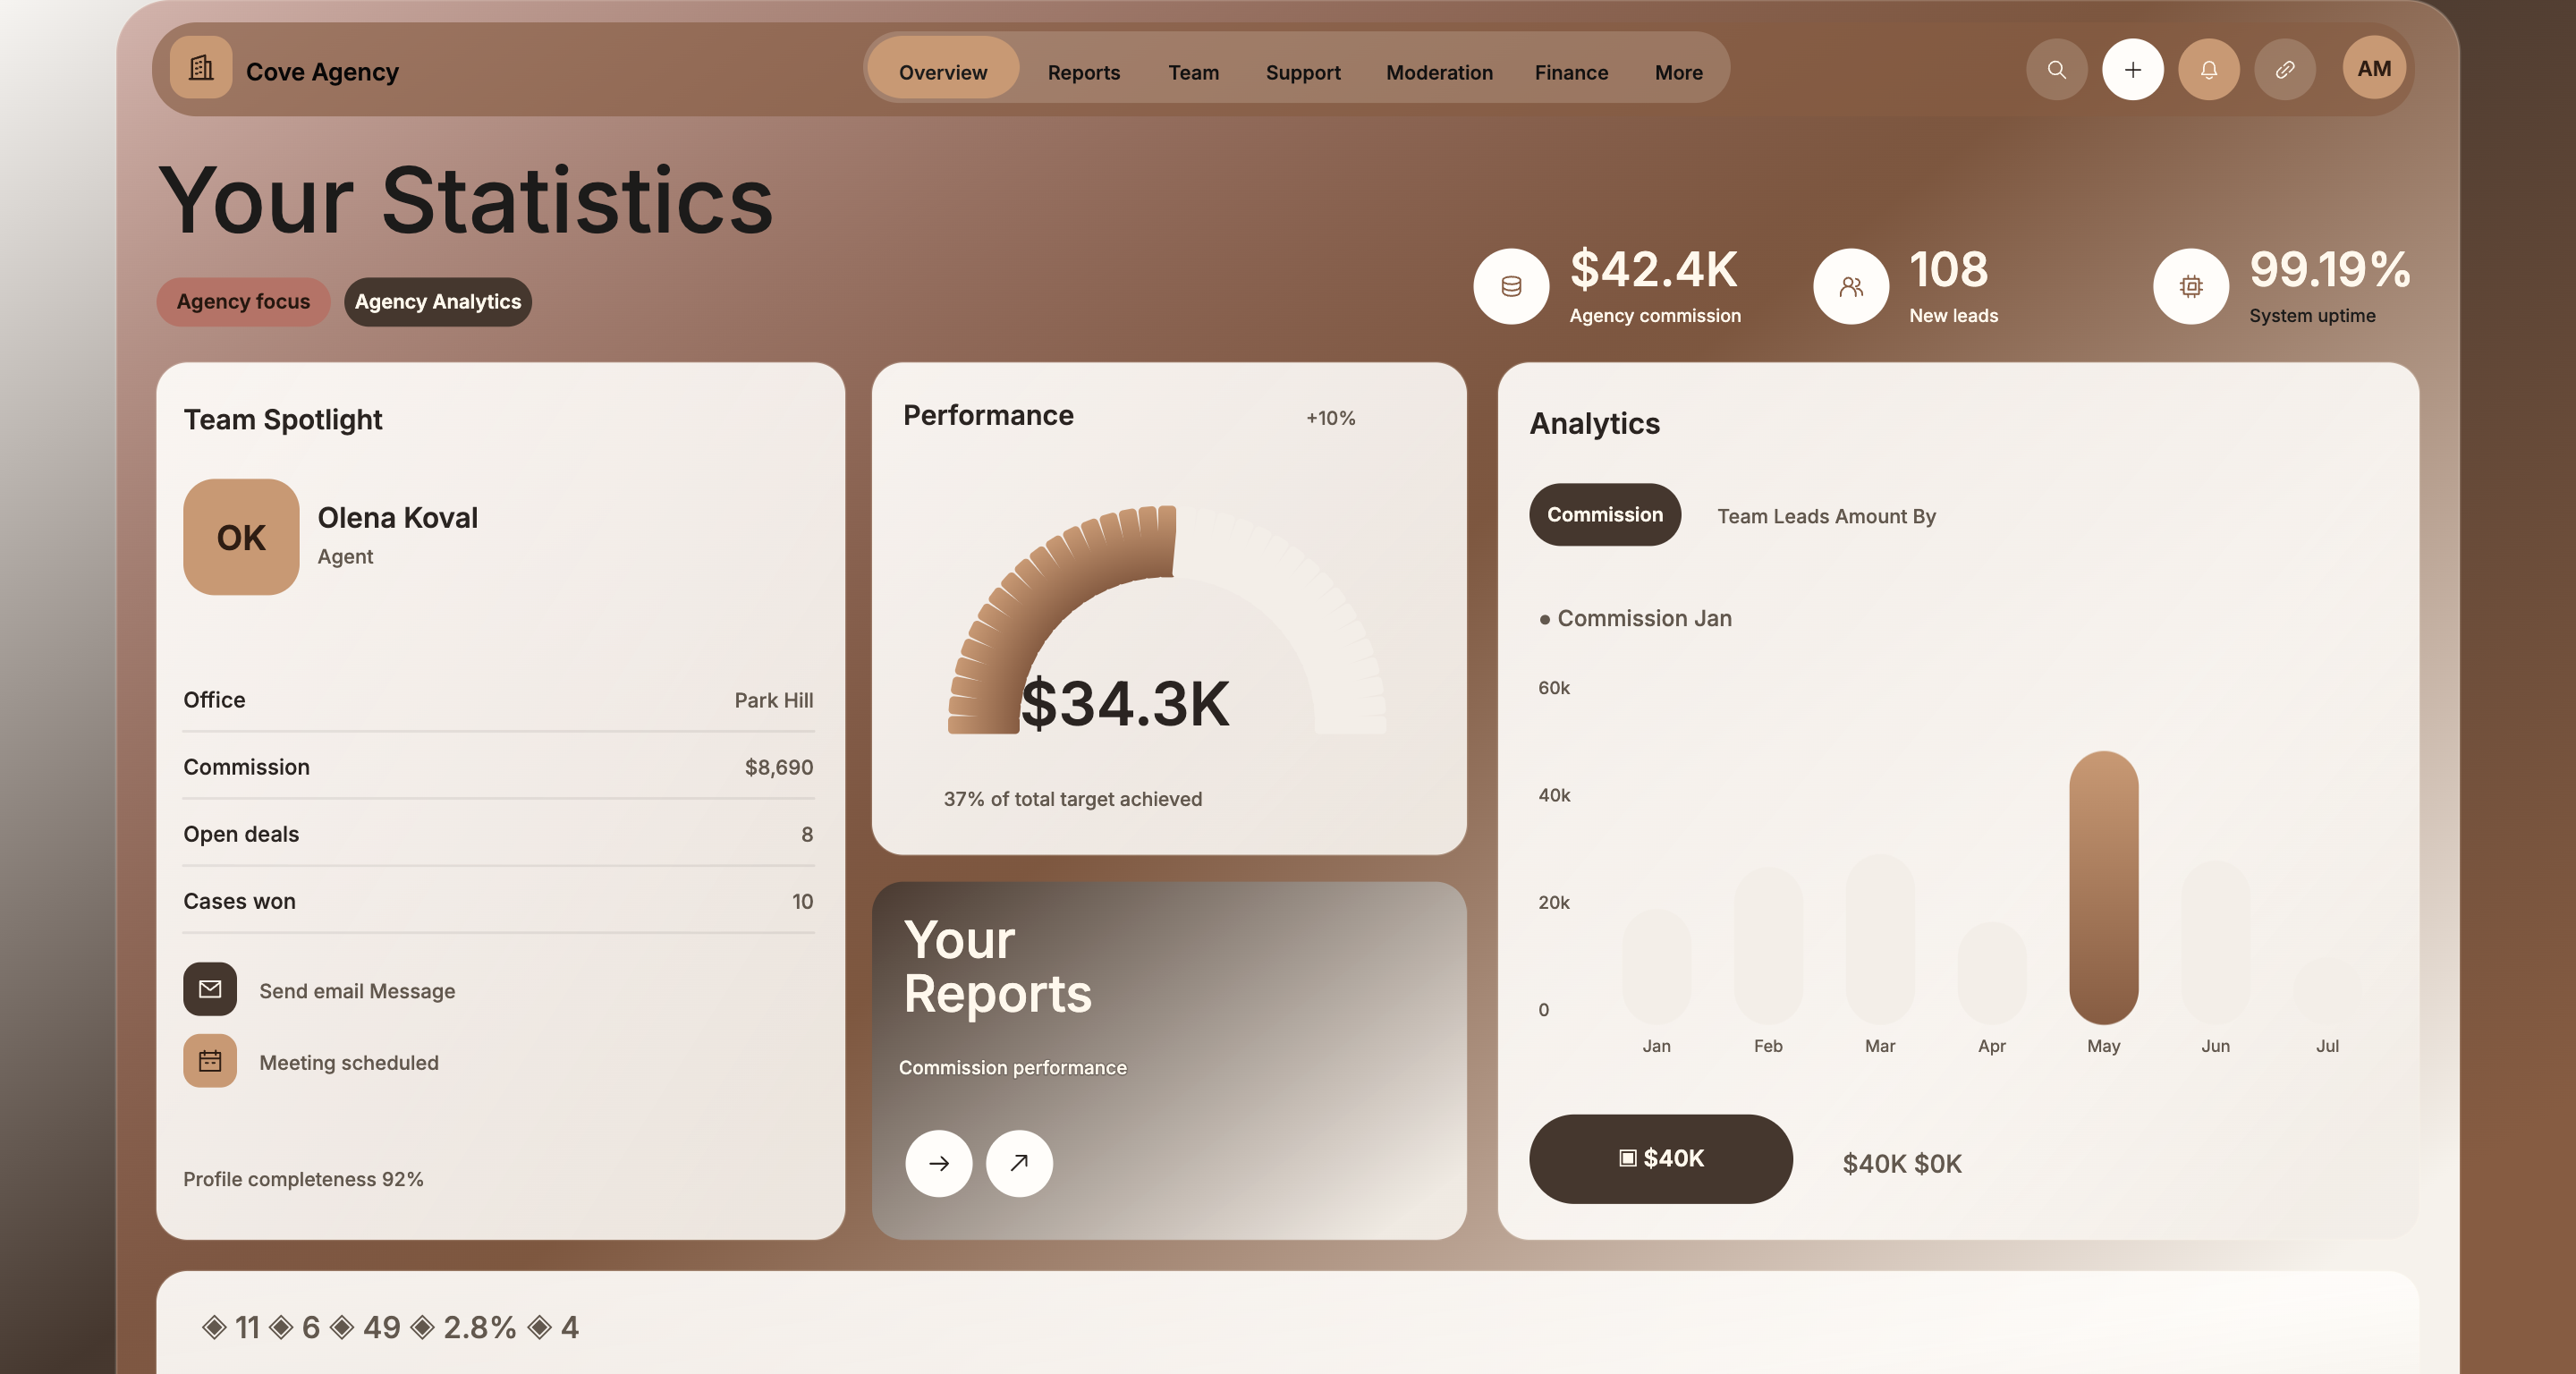 Cove Agency
Overview Reports Team Support Moderation Finance More
AM
Your Statistics
Agency focus Agency Analytics
$42.4K
Agency commission
108
New leads
99.19%
System uptime
Team Spotlight
OK
Olena Koval
Agent
Office Park Hill
Commission $8,690
Open deals 8
Cases won 10
Send email Message
Meeting scheduled
Profile completeness 92%
Performance +10%
$34.3K
37% of total target achieved
Your
Reports
Commission performance
Analytics
Commission Team Leads Amount By
● Commission Jan
60k
40k
20k
0
Jan Feb Mar Apr May Jun Jul
▣ $40K $40K $0K
◈ 11 ◈ 6 ◈ 49 ◈ 2.8% ◈ 4